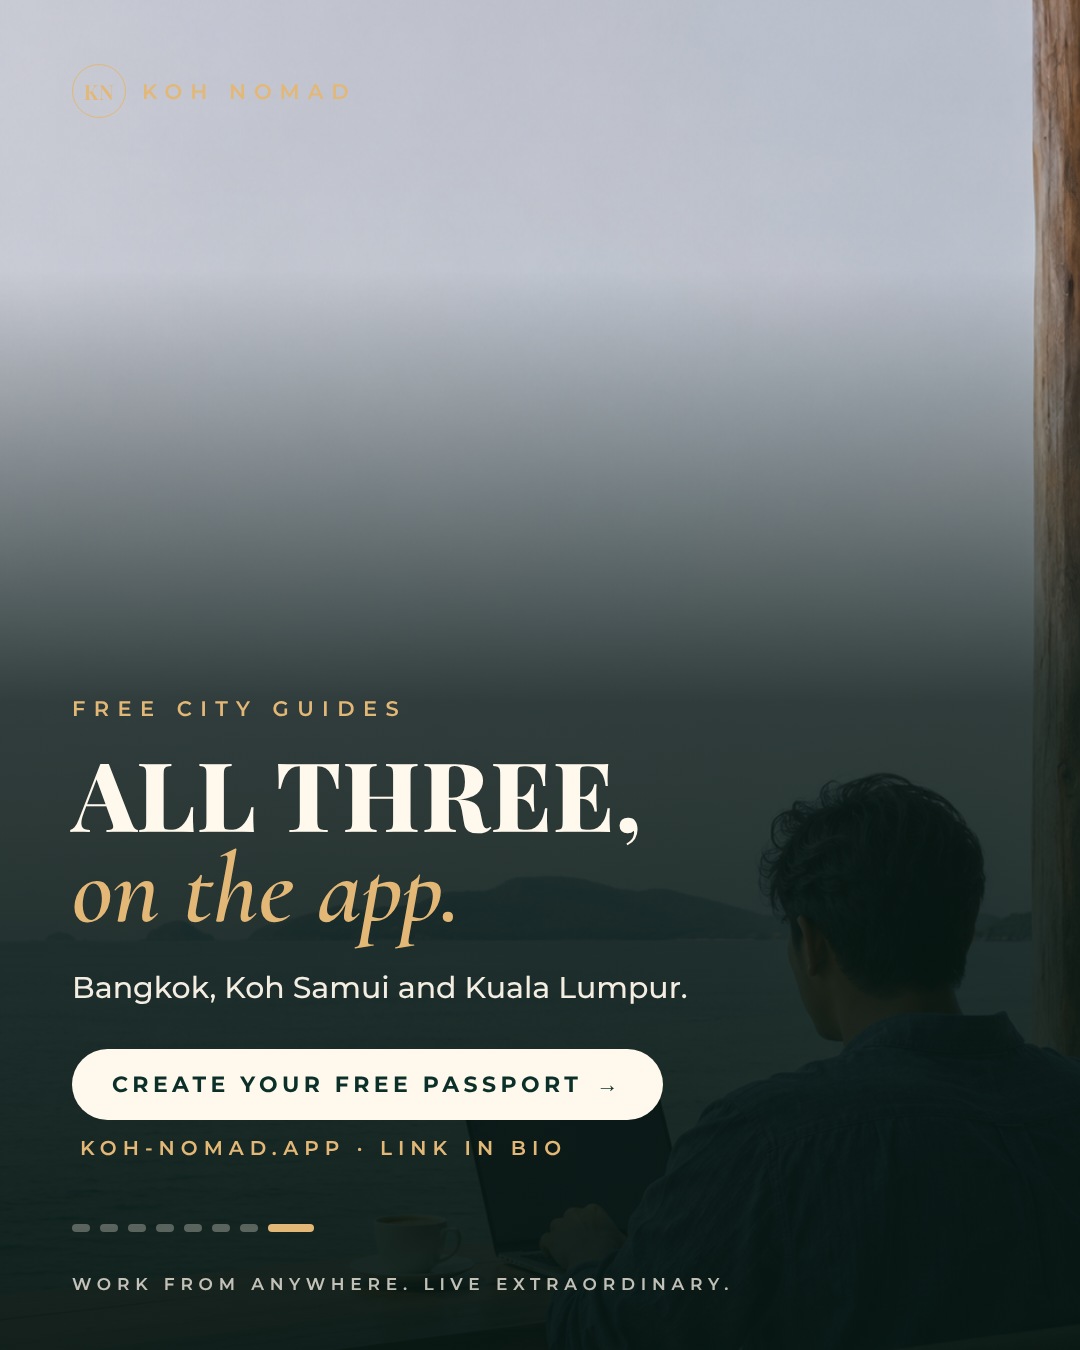 KN KOH NOMAD
FREE CITY GUIDES
ALL THREE,
on the app.
Bangkok, Koh Samui and Kuala Lumpur.
CREATE YOUR FREE PASSPORT →
KOH-NOMAD.APP · LINK IN BIO
WORK FROM ANYWHERE. LIVE EXTRAORDINARY.